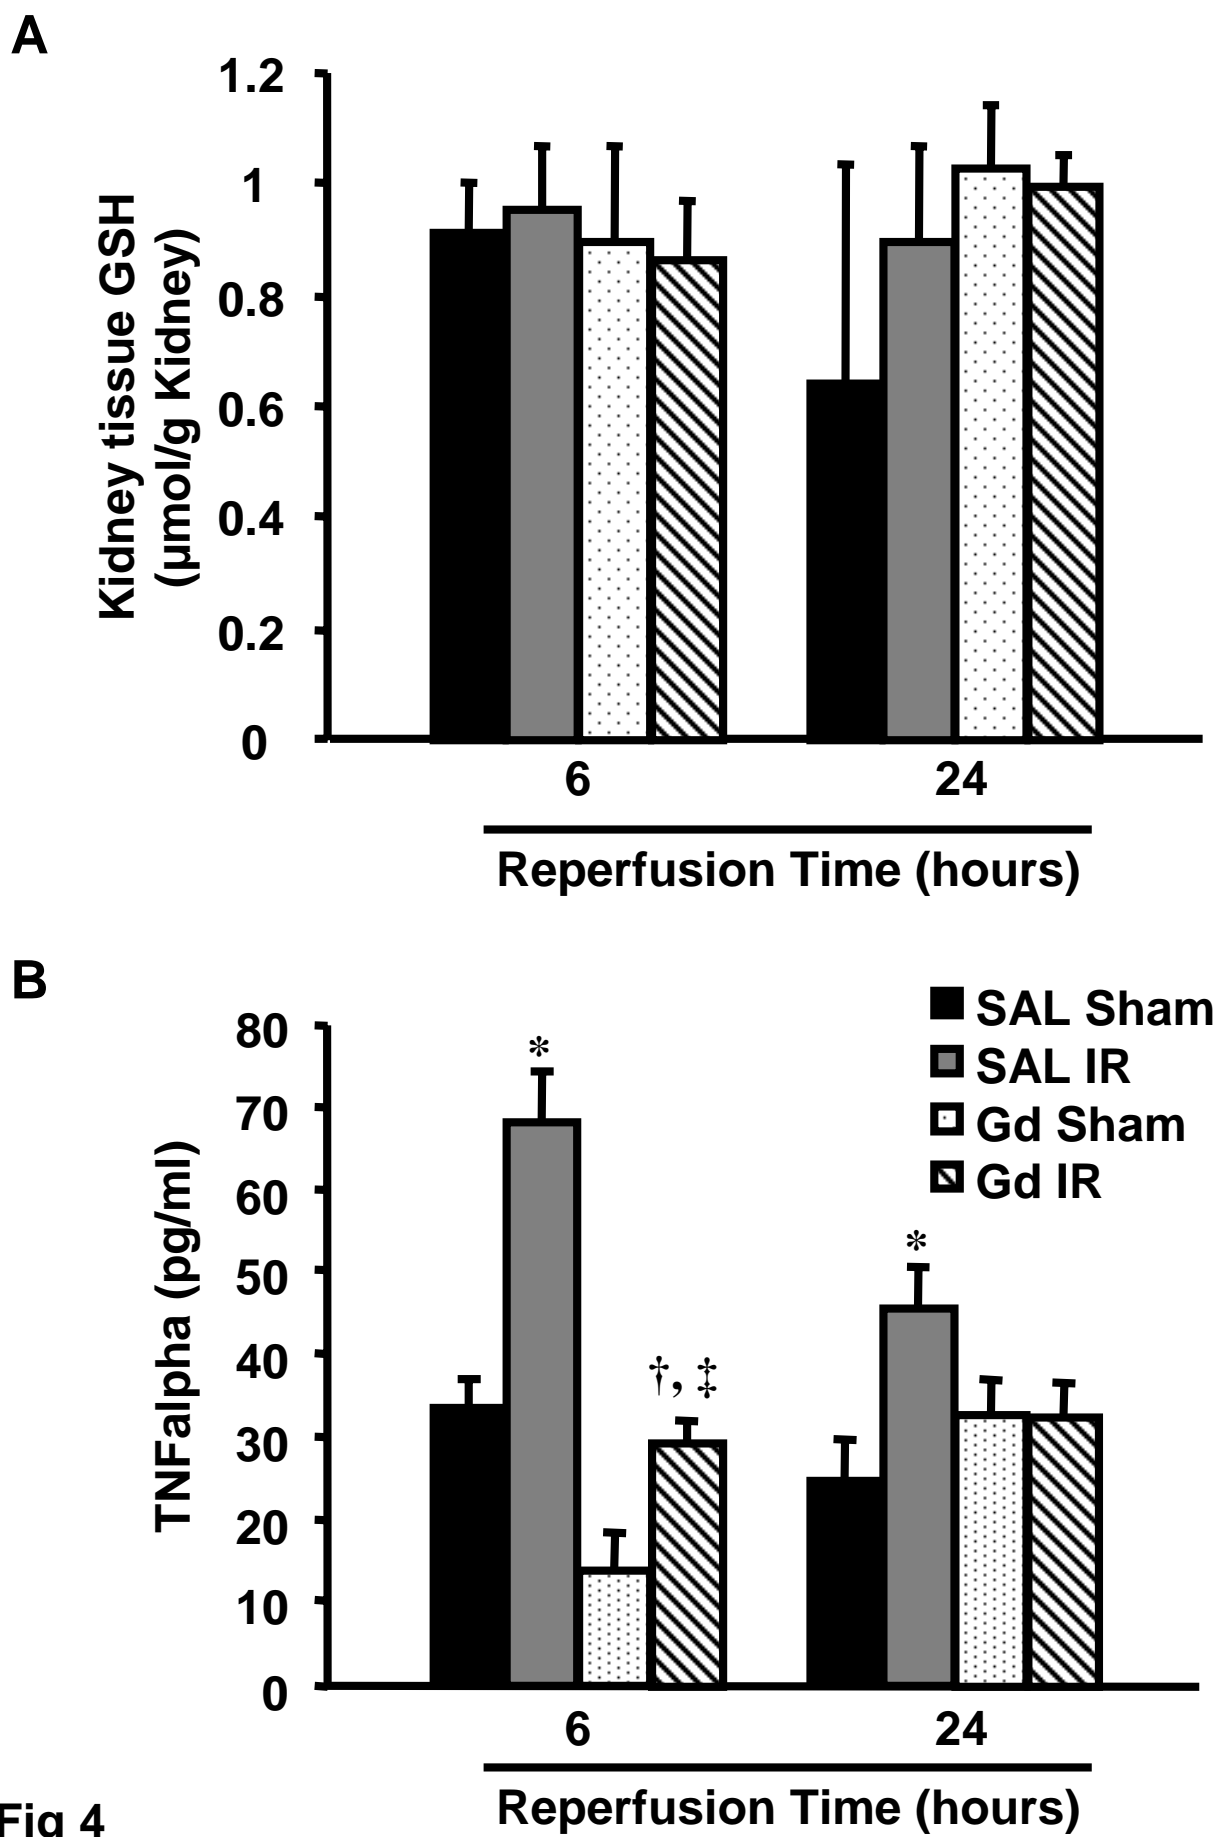 A
1.2
1
0.8
0.6
0.4
0.2
0
Kidney tissue GSH
(µmol/g Kidney)
6 24
Reperfusion Time (hours)
B
SAL Sham
SAL IR
Gd Sham
Gd IR
80
70
60
50
40
30
20
10
0
TNFalpha (pg/ml)
*
*
†, ‡
6 24
Reperfusion Time (hours)
Fig 4